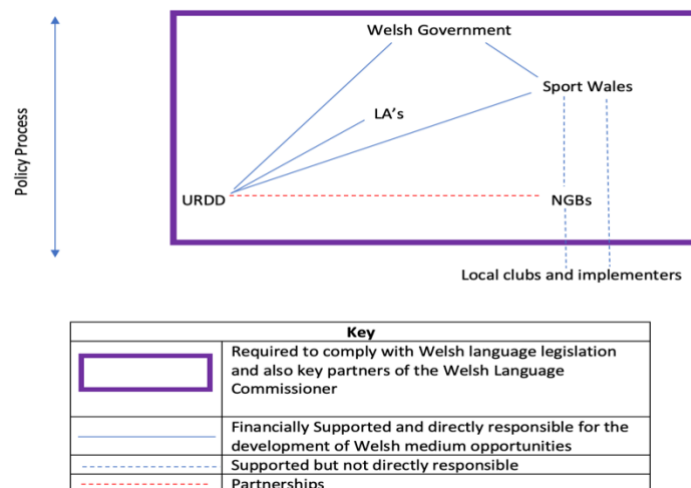 Welsh Government
Sport Wales
LA's
Policy Process
URDD
NGBs
Local clubs and implementers
Key
Required to comply with Welsh language legislation
and also key partners of the Welsh Language
Commissioner
Financially Supported and directly responsible for the
development of Welsh medium opportunities
Supported but not directly responsible
Partnerships